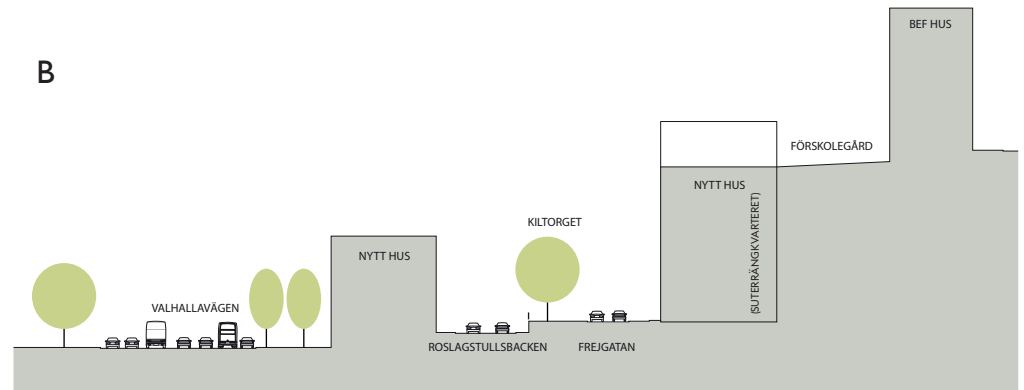 B
BEF HUS
FÖRSKOLEGÅRD
NYTT HUS
(SUTERRÄNGKVARTERET)
KILTORGET
NYTT HUS
VALHALLAVÄGEN
ROSLAGSTULLSBACKEN
FREJGATAN